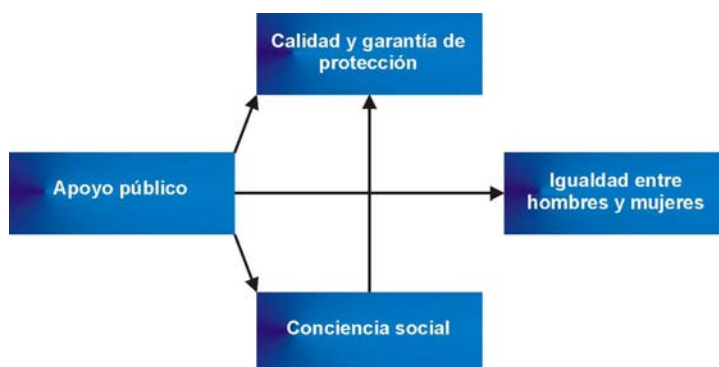 Calidad y garantía de
protección
Apoyo público
Igualdad entre
hombres y mujeres
Conciencia social